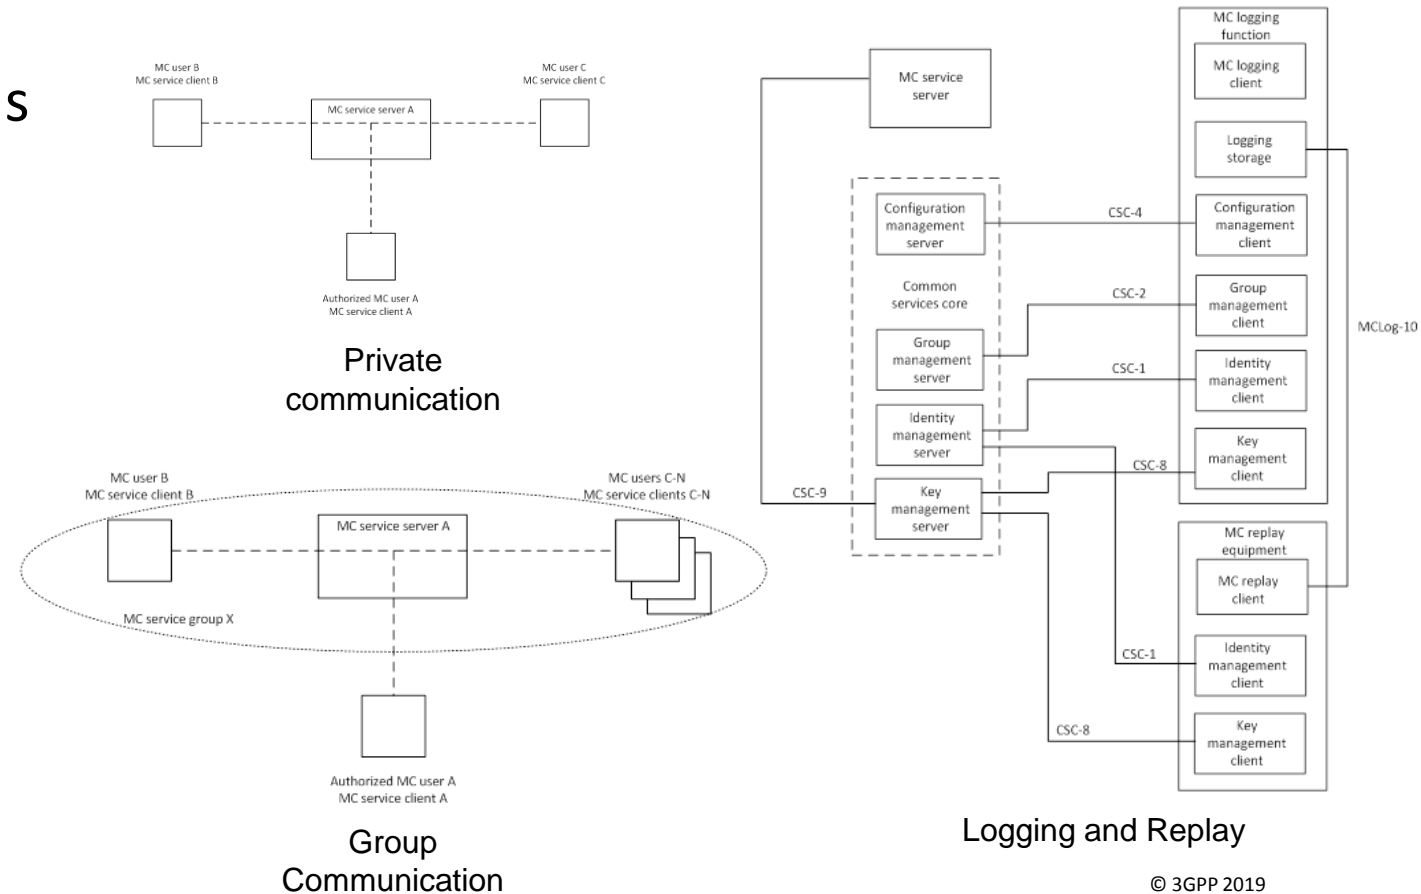 s
MC user B
MC service client B
MC user C
MC service client C
MC service server A
Authorized MC user A
MC service client A
Private
communication
MC user B
MC service client B
MC users C-N
MC service clients C-N
MC service server A
MC service group X
Authorized MC user A
MC service client A
Group
Communication
MC service
server
Configuration
management
server
Common
services core
Group
management
server
Identity
management
server
Key
management
server
CSC-9
CSC-4
CSC-2
CSC-1
CSC-8
CSC-1
CSC-8
MC logging
function
MC logging
client
Logging
storage
Configuration
management
client
Group
management
client
Identity
management
client
Key
management
client
MCLog-10
MC replay
equipment
MC replay
client
Identity
management
client
Key
management
client
Logging and Replay
© 3GPP 2019